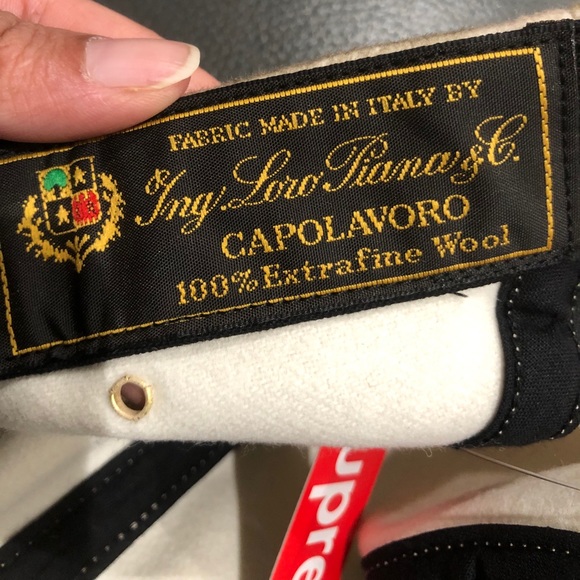 FABRIC MADE IN ITALY BY
Ing. Loro Piana & C.
CAPOLAVORO
100% Extrafine Wool
upre